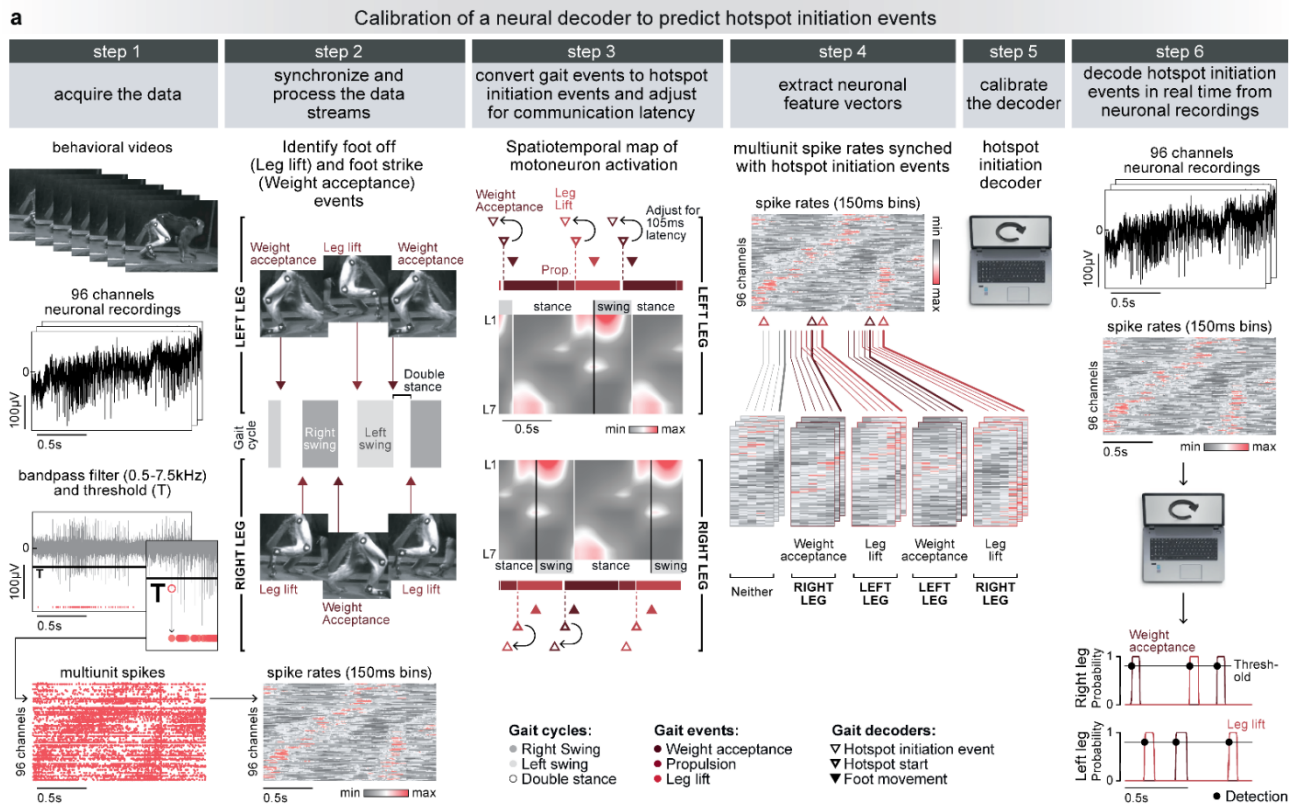 a
Calibration of a neural decoder to predict hotspot initiation events
step 1
acquire the data
behavioral videos
96 channels
neuronal recordings
0
100µV
0.5s
bandpass filter (0.5-7.5kHz)
and threshold (T)
0
T
100µV
0.5s
T
multiunit spikes
96 channels
0.5s
step 2
synchronize and
process the data
streams
Identify foot off
(Leg lift) and foot strike
(Weight acceptance)
events
LEFT LEG
Weight
acceptance
Leg lift
Weight
acceptance
Double
stance
Gait
cycle
Right
swing
Left
swing
RIGHT LEG
Leg lift
Weight
Acceptance
Leg lift
spike rates (150ms bins)
96 channels
0.5s
min
max
step 3
convert gait events to hotspot
initiation events and adjust
for communication latency
Spatiotemporal map of
motoneuron activation
Weight
Acceptance
Leg
Lift
Adjust for
105ms
latency
Prop.
stance
swing
stance
L1
L7
LEFT LEG
min
max
L1
L7
stance
swing
stance
swing
RIGHT LEG
Gait cycles:
Right Swing
Left swing
Double stance
Gait events:
Weight acceptance
Propulsion
Leg lift
Gait decoders:
Hotspot initiation event
Hotspot start
Foot movement
step 4
extract neuronal
feature vectors
multiunit spike rates synched
with hotspot initiation events
spike rates (150ms bins)
96 channels
min
max
0.5s
Weight
acceptance
Leg
lift
Weight
acceptance
Leg
lift
Neither
RIGHT
LEG
LEFT
LEG
LEFT
LEG
RIGHT
LEG
step 5
calibrate
the decoder
hotspot
initiation
decoder
step 6
decode hotspot initiation
events in real time from
neuronal recordings
96 channels
neuronal recordings
0
100µV
0.5s
spike rates (150ms bins)
96 channels
min
max
0.5s
Weight
acceptance
Right leg
Probability
1
0
Thresh-
old
Leg lift
Left leg
Probability
1
0
0.5s
Detection